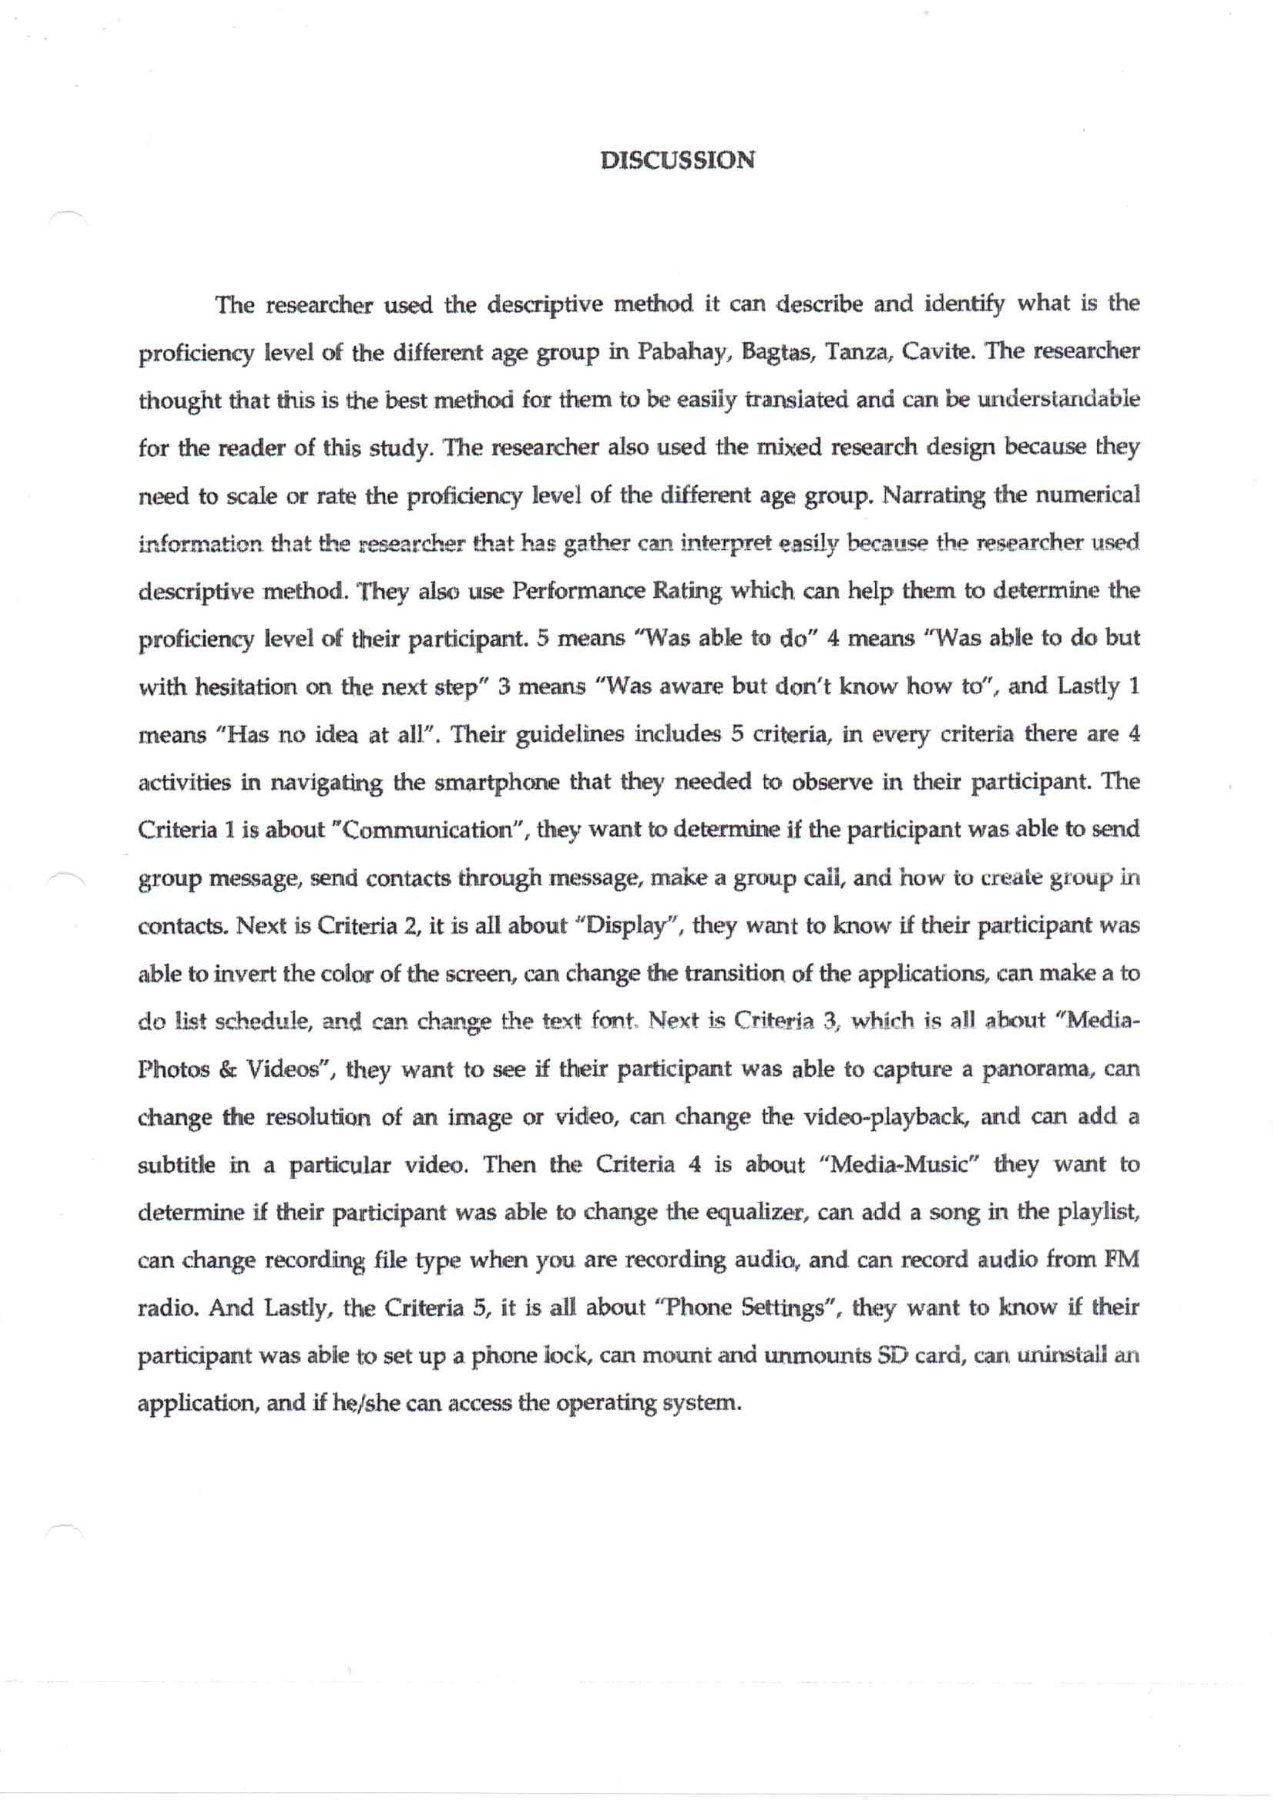 DISCUSSION
The researcher used the descriptive method it can describe and identify what is the
proficiency level of the different age group in Pabahay, Bagtas, Tanza, Cavite. The researcher
thought that this is the best method for them to be easily translated and can be understandable
for the reader of this study. The researcher also used the mixed research design because they
need to scale or rate the proficiency level of the different age group. Narrating the numerical
information that the researcher that has gather can interpret easily because the researcher used
descriptive method. They also use Performance Rating which can help them to determine the
proficiency level of their participant. 5 means “Was able to do” 4 means “Was able to do but
with hesitation on the next step” 3 means “Was aware but don’t know how to”, and Lastly 1
means “Has no idea at all”. Their guidelines includes 5 criteria, in every criteria there are 4
activities in navigating the smartphone that they needed to observe in their participant. The
Criteria 1 is about "Communication”, they want to determine if the participant was able to send
group message, send contacts through message, make a group call, and how to create group in
contacts. Next is Criteria 2, it is all about “Display”, they want to know if their participant was
able to invert the color of the screen, can change the transition of the applications, can make a to
do list schedule, and can change the text font. Next is Criteria 3, which is all about “Media-
Photos & Videos”, they want to see if their participant was able to capture a panorama, can
change the resolution of an image or video, can change the video-playback, and can add a
subtitle in a particular video. Then the Criteria 4 is about “Media-Music” they want to
determine if their participant was able to change the equalizer, can add a song in the playlist,
can change recording file type when you are recording audio, and can record audio from FM
radio. And Lastly, the Criteria 5, it is all about “Phone Settings”, they want to know if their
participant was able to set up a phone lock, can mount and unmounts SD card, can uninstall an
application, and if he/she can access the operating system.